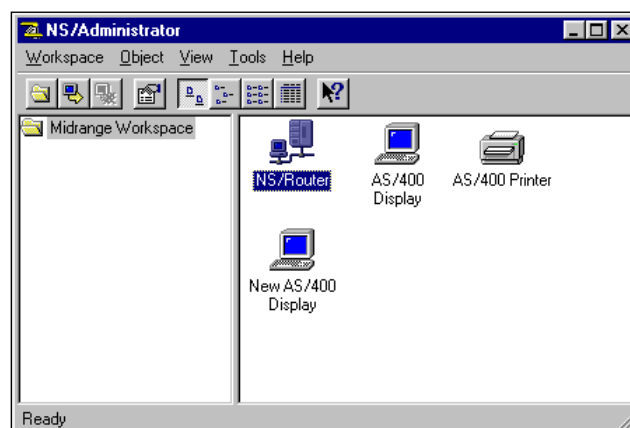 NS/Administrator
Workspace Object View Tools Help
Midrange Workspace
NS/Router
AS/400
Display
AS/400 Printer
New AS/400
Display
Ready